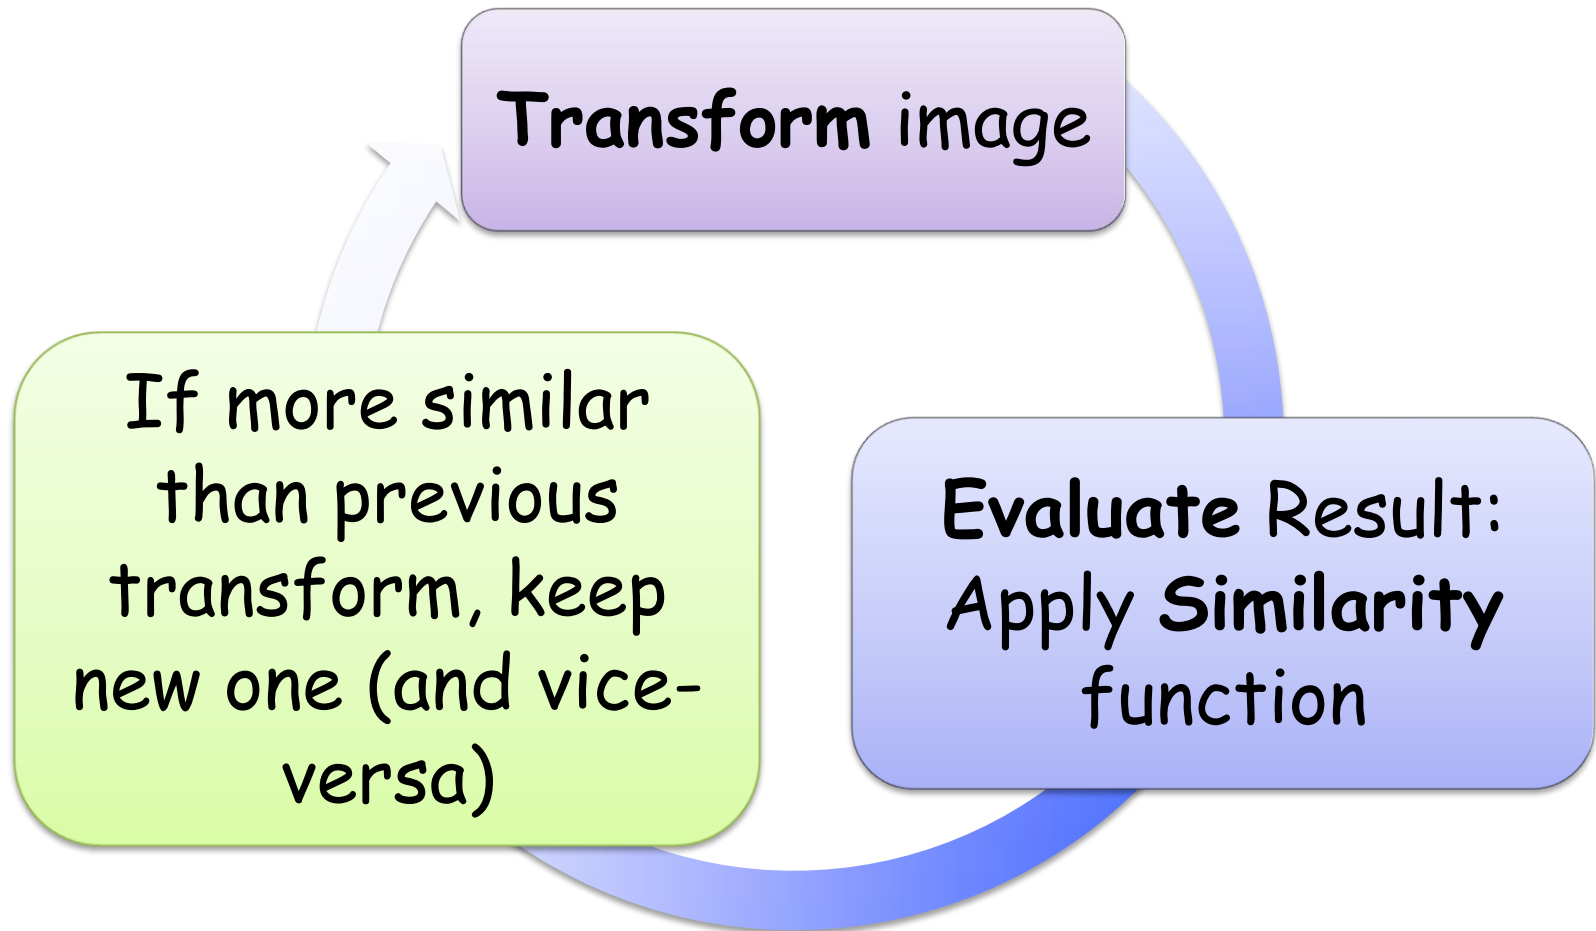 Transform image
Evaluate Result:
Apply Similarity
function
If more similar
than previous
transform, keep
new one (and vice-
versa)